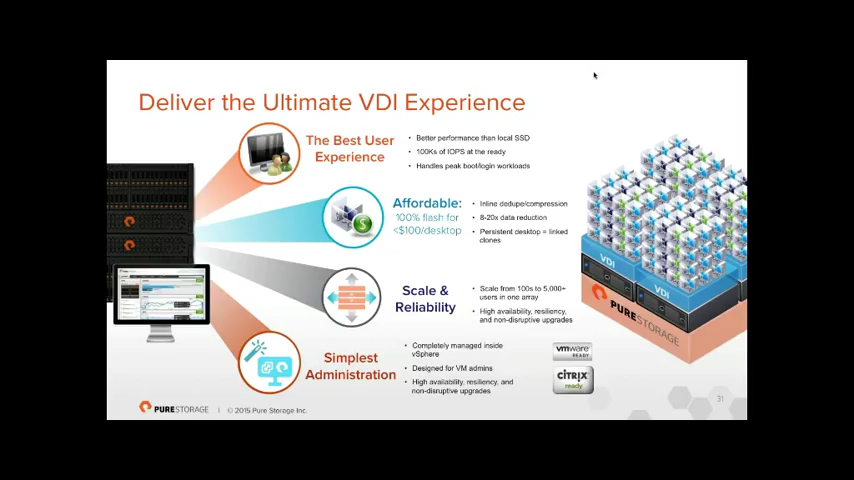 Deliver the Ultimate VDI Experience
The Best User
Experience
• Better performance than local SSD
• 100Ks of IOPS at the ready
• Handles peak boot/login workloads
Affordable:
100% flash for
<$100/desktop
• Inline dedupe/compression
• 8-20x data reduction
• Persistent desktop = linked
clones
Scale &
Reliability
• Scale from 100s to 5,000+
users in one array
• High availability, resiliency,
and non-disruptive upgrades
Simplest
Administration
• Completely managed inside
vSphere
• Designed for VM admins
• High availability, resiliency, and
non-disruptive upgrades
VDI
VDI
PURESTORAGE
vmware
READY
CITRIX
ready
PURESTORAGE | © 2015 Pure Storage Inc.
31